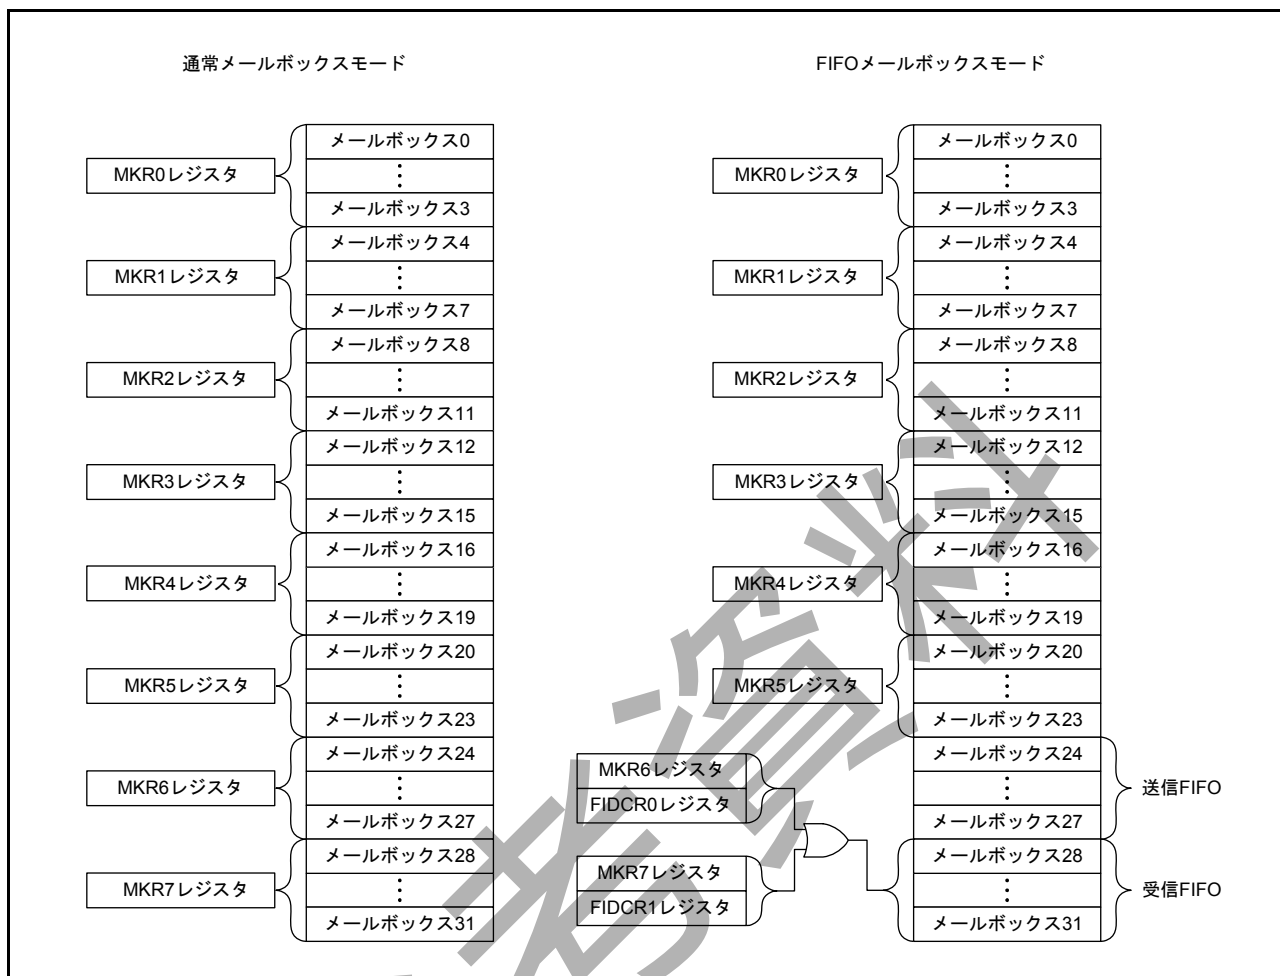 通常メールボックスモード
MKR0レジスタ
メールボックス0
メールボックス3
MKR1レジスタ
メールボックス4
メールボックス7
MKR2レジスタ
メールボックス8
メールボックス11
MKR3レジスタ
メールボックス12
メールボックス15
MKR4レジスタ
メールボックス16
メールボックス19
MKR5レジスタ
メールボックス20
メールボックス23
MKR6レジスタ
メールボックス24
メールボックス27
MKR7レジスタ
メールボックス28
メールボックス31
FIFOメールボックスモード
MKR0レジスタ
メールボックス0
メールボックス3
MKR1レジスタ
メールボックス4
メールボックス7
MKR2レジスタ
メールボックス8
メールボックス11
MKR3レジスタ
メールボックス12
メールボックス15
MKR4レジスタ
メールボックス16
メールボックス19
MKR5レジスタ
メールボックス20
メールボックス23
MKR6レジスタ
FIDCR0レジスタ
メールボックス24
メールボックス27
送信FIFO
MKR7レジスタ
FIDCR1レジスタ
メールボックス28
メールボックス31
受信FIFO
考資料